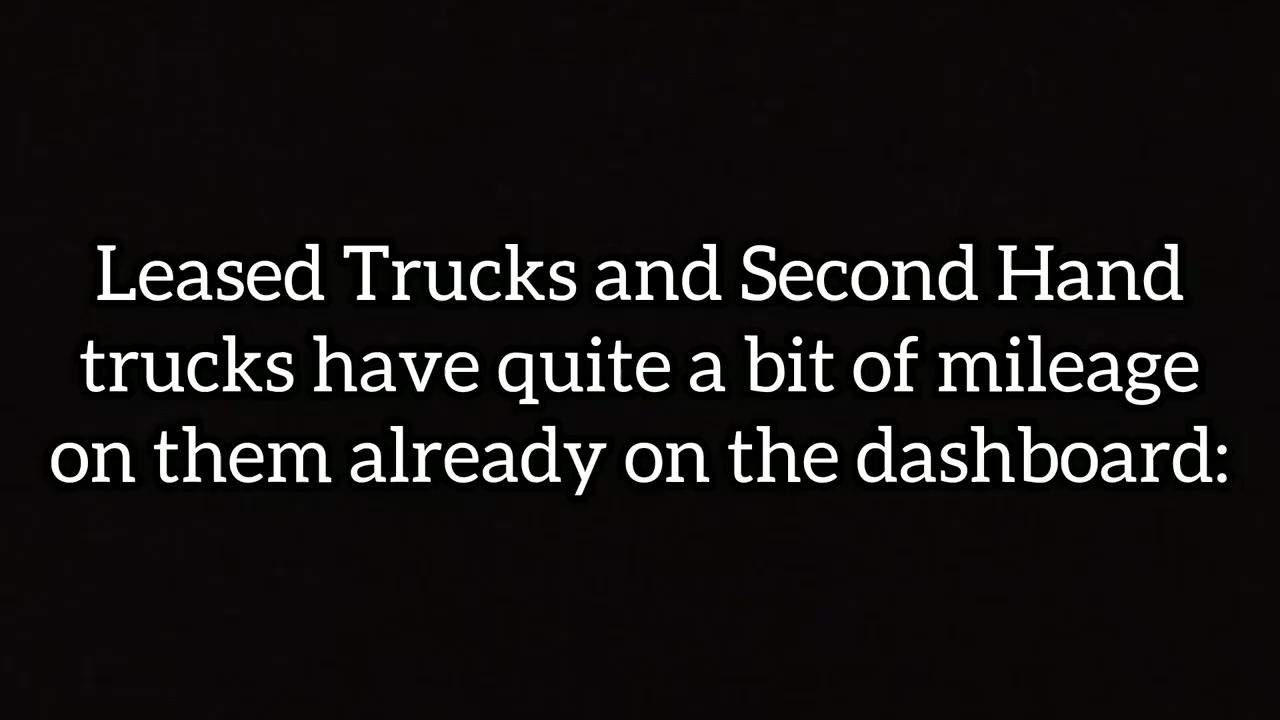 Leased Trucks and Second Hand
trucks have quite a bit of mileage
on them already on the dashboard: